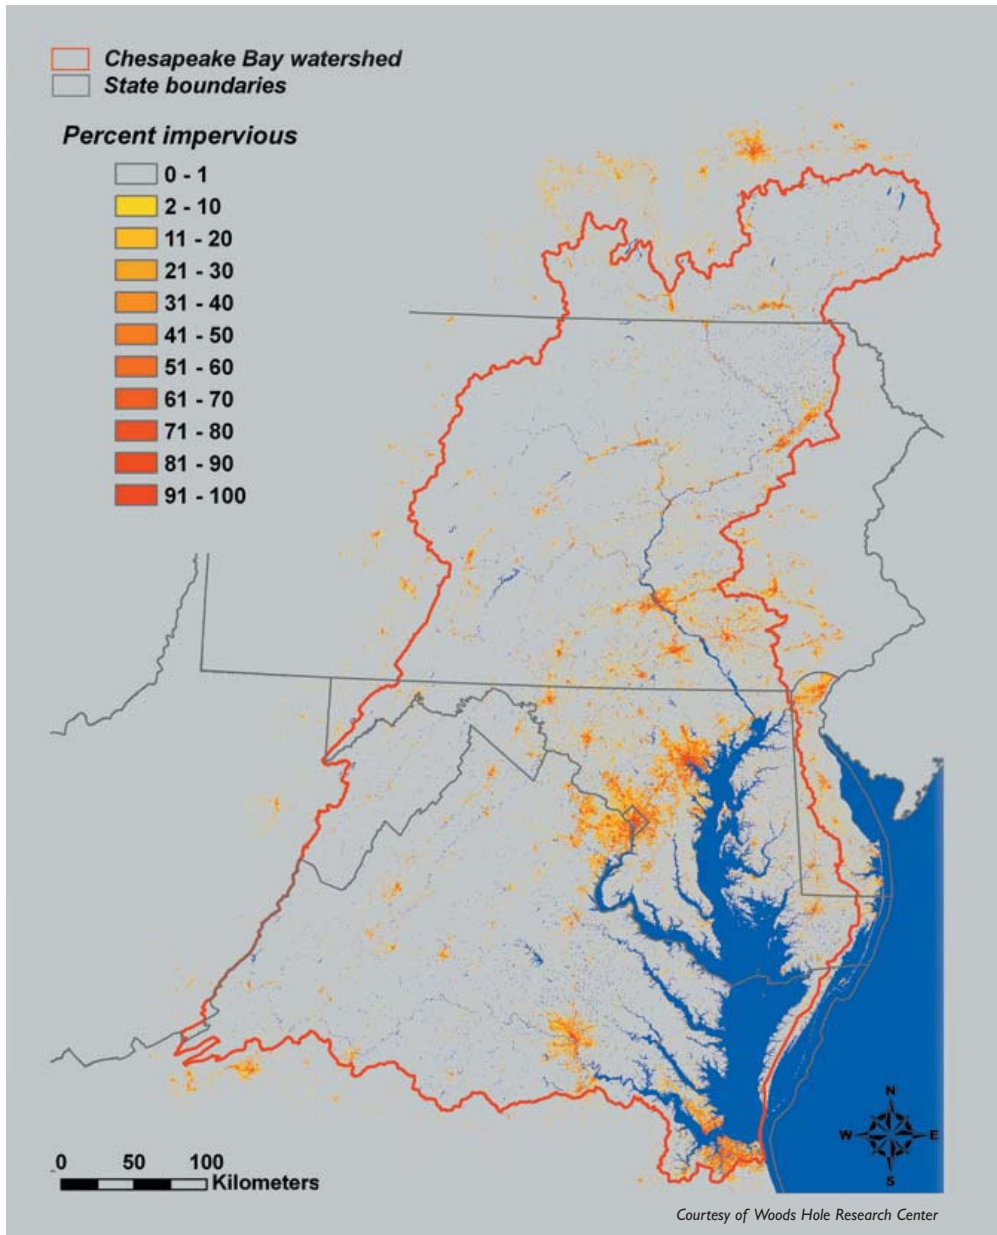 Chesapeake Bay watershed
State boundaries
Percent impervious
0 - 1
2 - 10
11 - 20
21 - 30
31 - 40
41 - 50
51 - 60
61 - 70
71 - 80
81 - 90
91 - 100
N
W E
S
0 50 100
Kilometers
Courtesy of Woods Hole Research Center